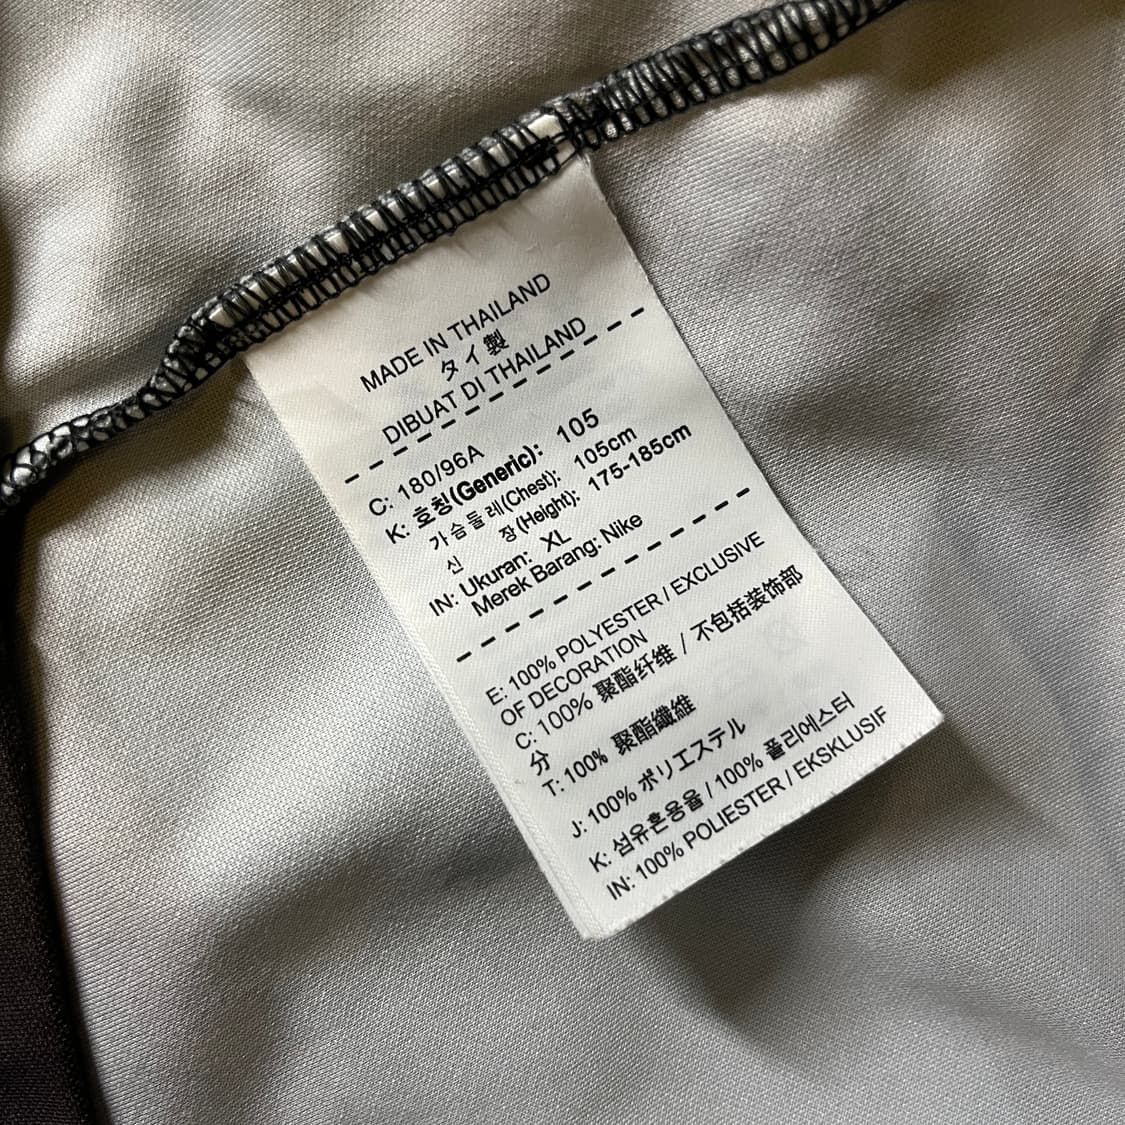 MADE IN THAILAND
タイ製
DIBUAT DI THAILAND
C: 180/96A
K: 호칭(Generic): 105
가슴둘레(Chest): 105cm
신 장(Height): 175-185cm
IN: Ukuran: XL
Merek Barang: Nike
E: 100% POLYESTER / EXCLUSIVE
OF DECORATION
C: 100% 聚酯纤维 / 不包括装饰部
分
T: 100% 聚酯纖維
J: 100% ポリエステル
K: 섬유혼용율 / 100% 폴리에스터
IN: 100% POLIESTER / EKSKLUSIF